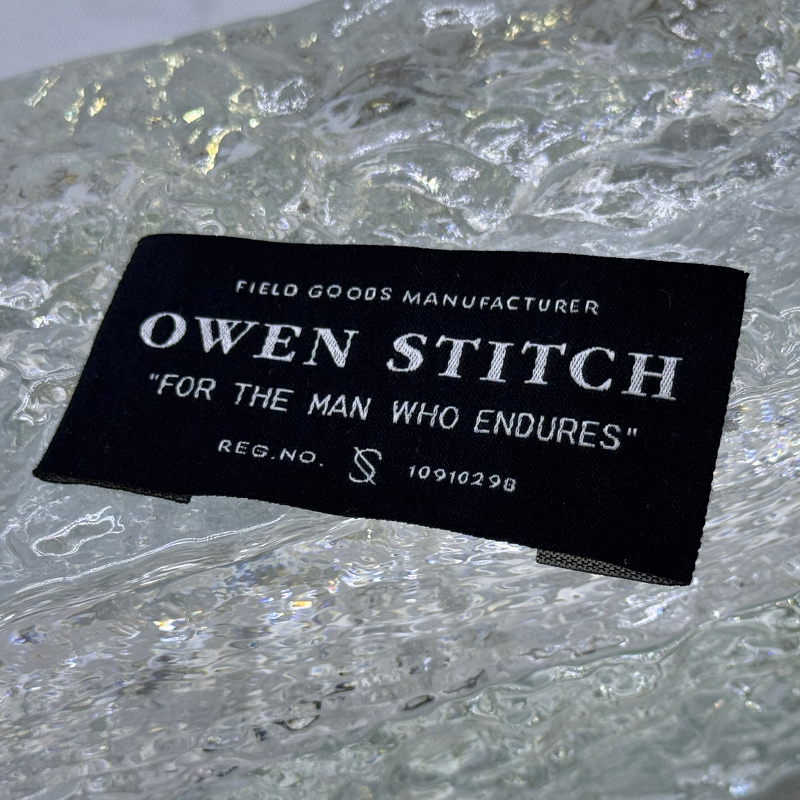 FIELD GOODS MANUFACTURER
OWEN STITCH
"FOR THE MAN WHO ENDURES"
REG.NO. S 10910298